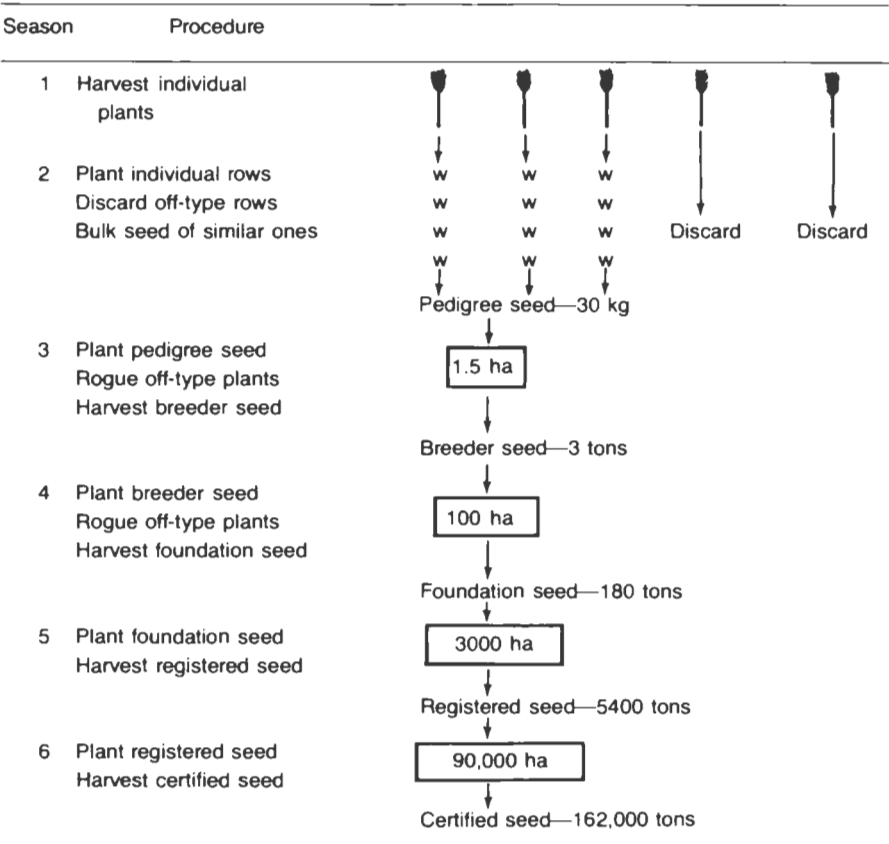 Season Procedure
1 Harvest individual
plants
2 Plant individual rows
Discard off-type rows
Bulk seed of similar ones
w w w
w w w
w w w Discard Discard
w w w
Pedigree seed—30 kg
3 Plant pedigree seed
Rogue off-type plants
Harvest breeder seed
1.5 ha
Breeder seed—3 tons
4 Plant breeder seed
Rogue off-type plants
Harvest foundation seed
100 ha
Foundation seed—180 tons
5 Plant foundation seed
Harvest registered seed
3000 ha
Registered seed—5400 tons
6 Plant registered seed
Harvest certified seed
90,000 ha
Certified seed—162,000 tons